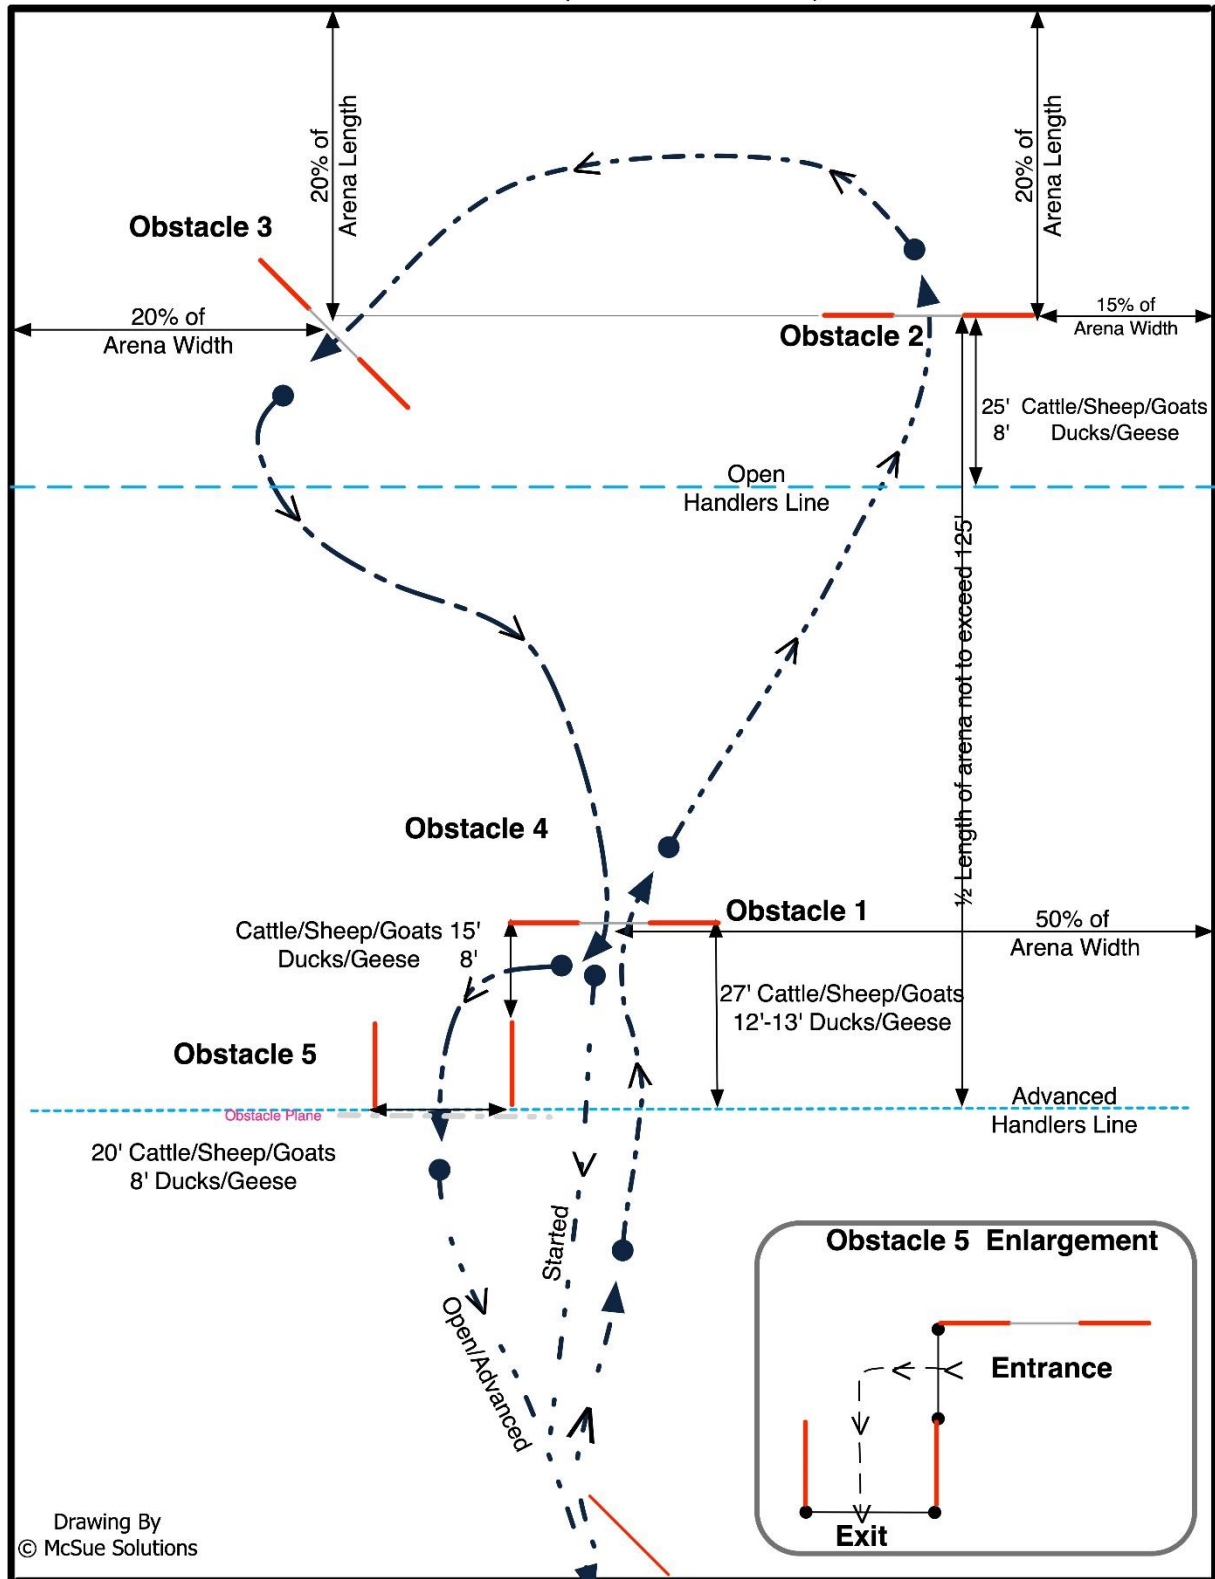 20% of
Arena Length
20% of
Arena Length
Obstacle 3
20% of
Arena Width
Obstacle 2
15% of
Arena Width
25' Cattle/Sheep/Goats
8' Ducks/Geese
Open
Handlers Line
½ Length of arena not to exceed 125'
Obstacle 4
Obstacle 1
Cattle/Sheep/Goats 15'
Ducks/Geese 8'
50% of
Arena Width
27' Cattle/Sheep/Goats
12'-13' Ducks/Geese
Obstacle 5
Obstacle Plane
Advanced
Handlers Line
20' Cattle/Sheep/Goats
8' Ducks/Geese
Started
Open/Advanced
Obstacle 5 Enlargement
Entrance
Exit
Drawing By
© McSue Solutions